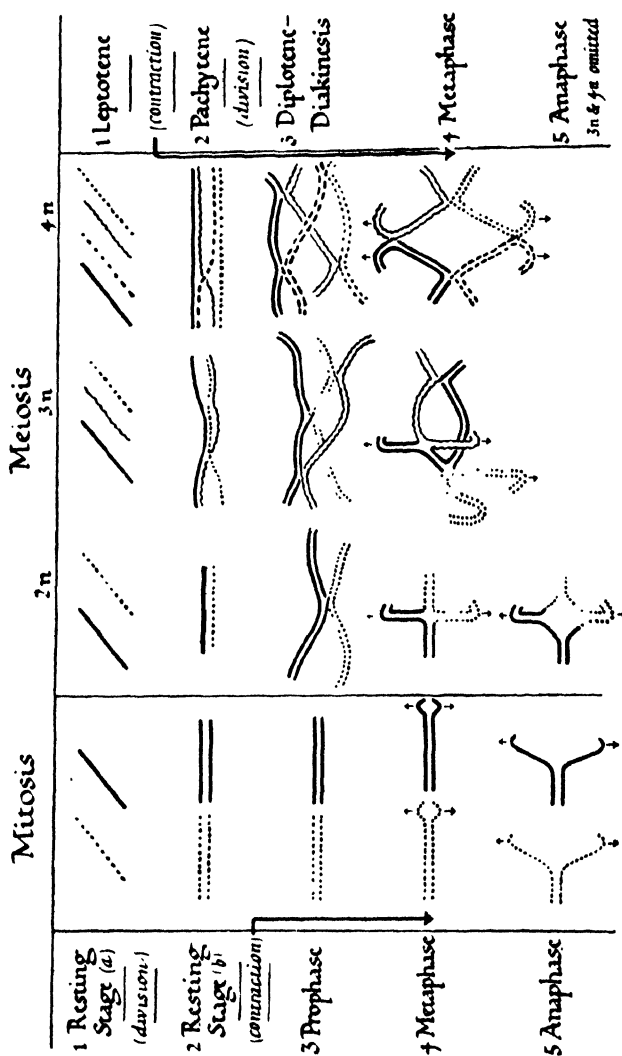 Mitosis
Meiosis
2n
3n
4n
1 Resting
Stage (a)
(division)
2 Resting
Stage (b)
(contraction)
3 Prophase
4 Metaphase
5 Anaphase
1 Leptotene
(contraction)
2 Pachytene
(division)
3 Diplotene-
Diakinesis
4 Metaphase
5 Anaphase
3n & 4n omitted